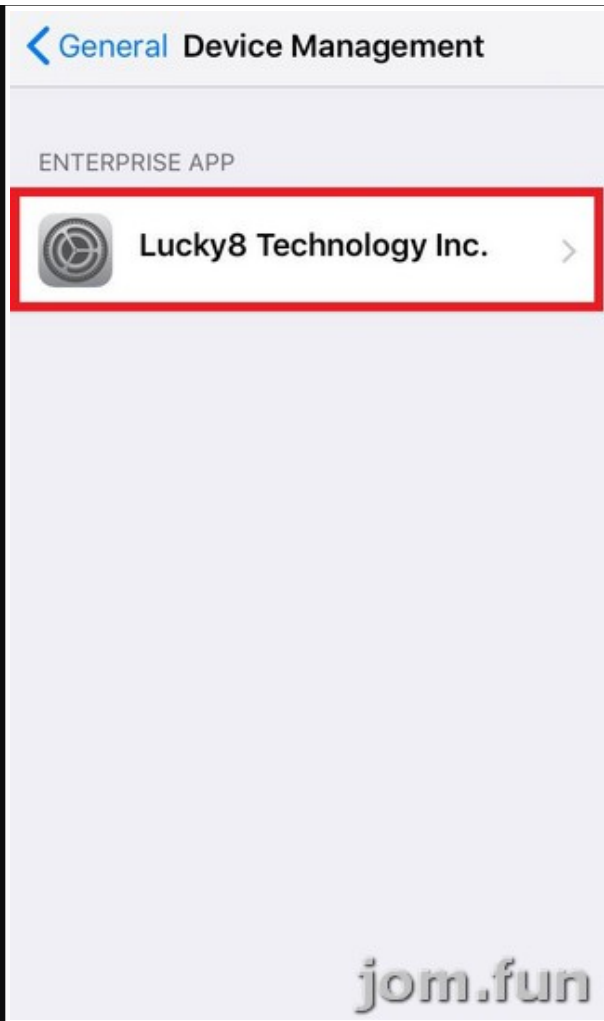 General Device Management
ENTERPRISE APP
Lucky8 Technology Inc.
jom.fun